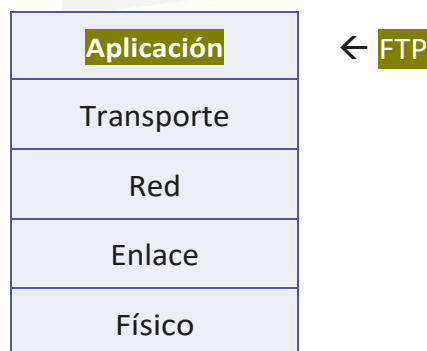 Aplicación ← FTP
Transporte
Red
Enlace
Físico